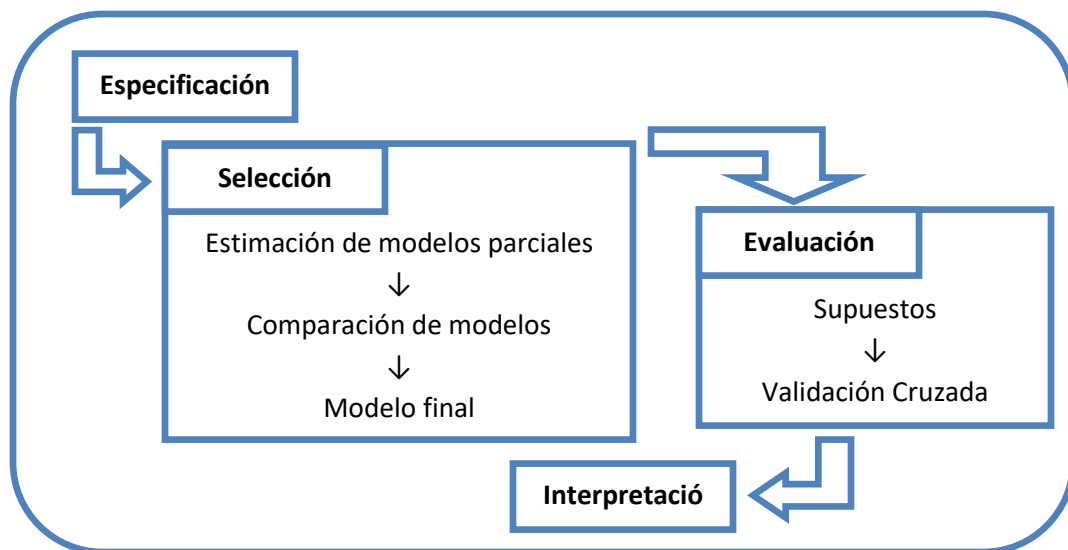 Especificación
Selección
Estimación de modelos parciales
↓
Comparación de modelos
↓
Modelo final
Evaluación
Supuestos
↓
Validación Cruzada
Interpretació